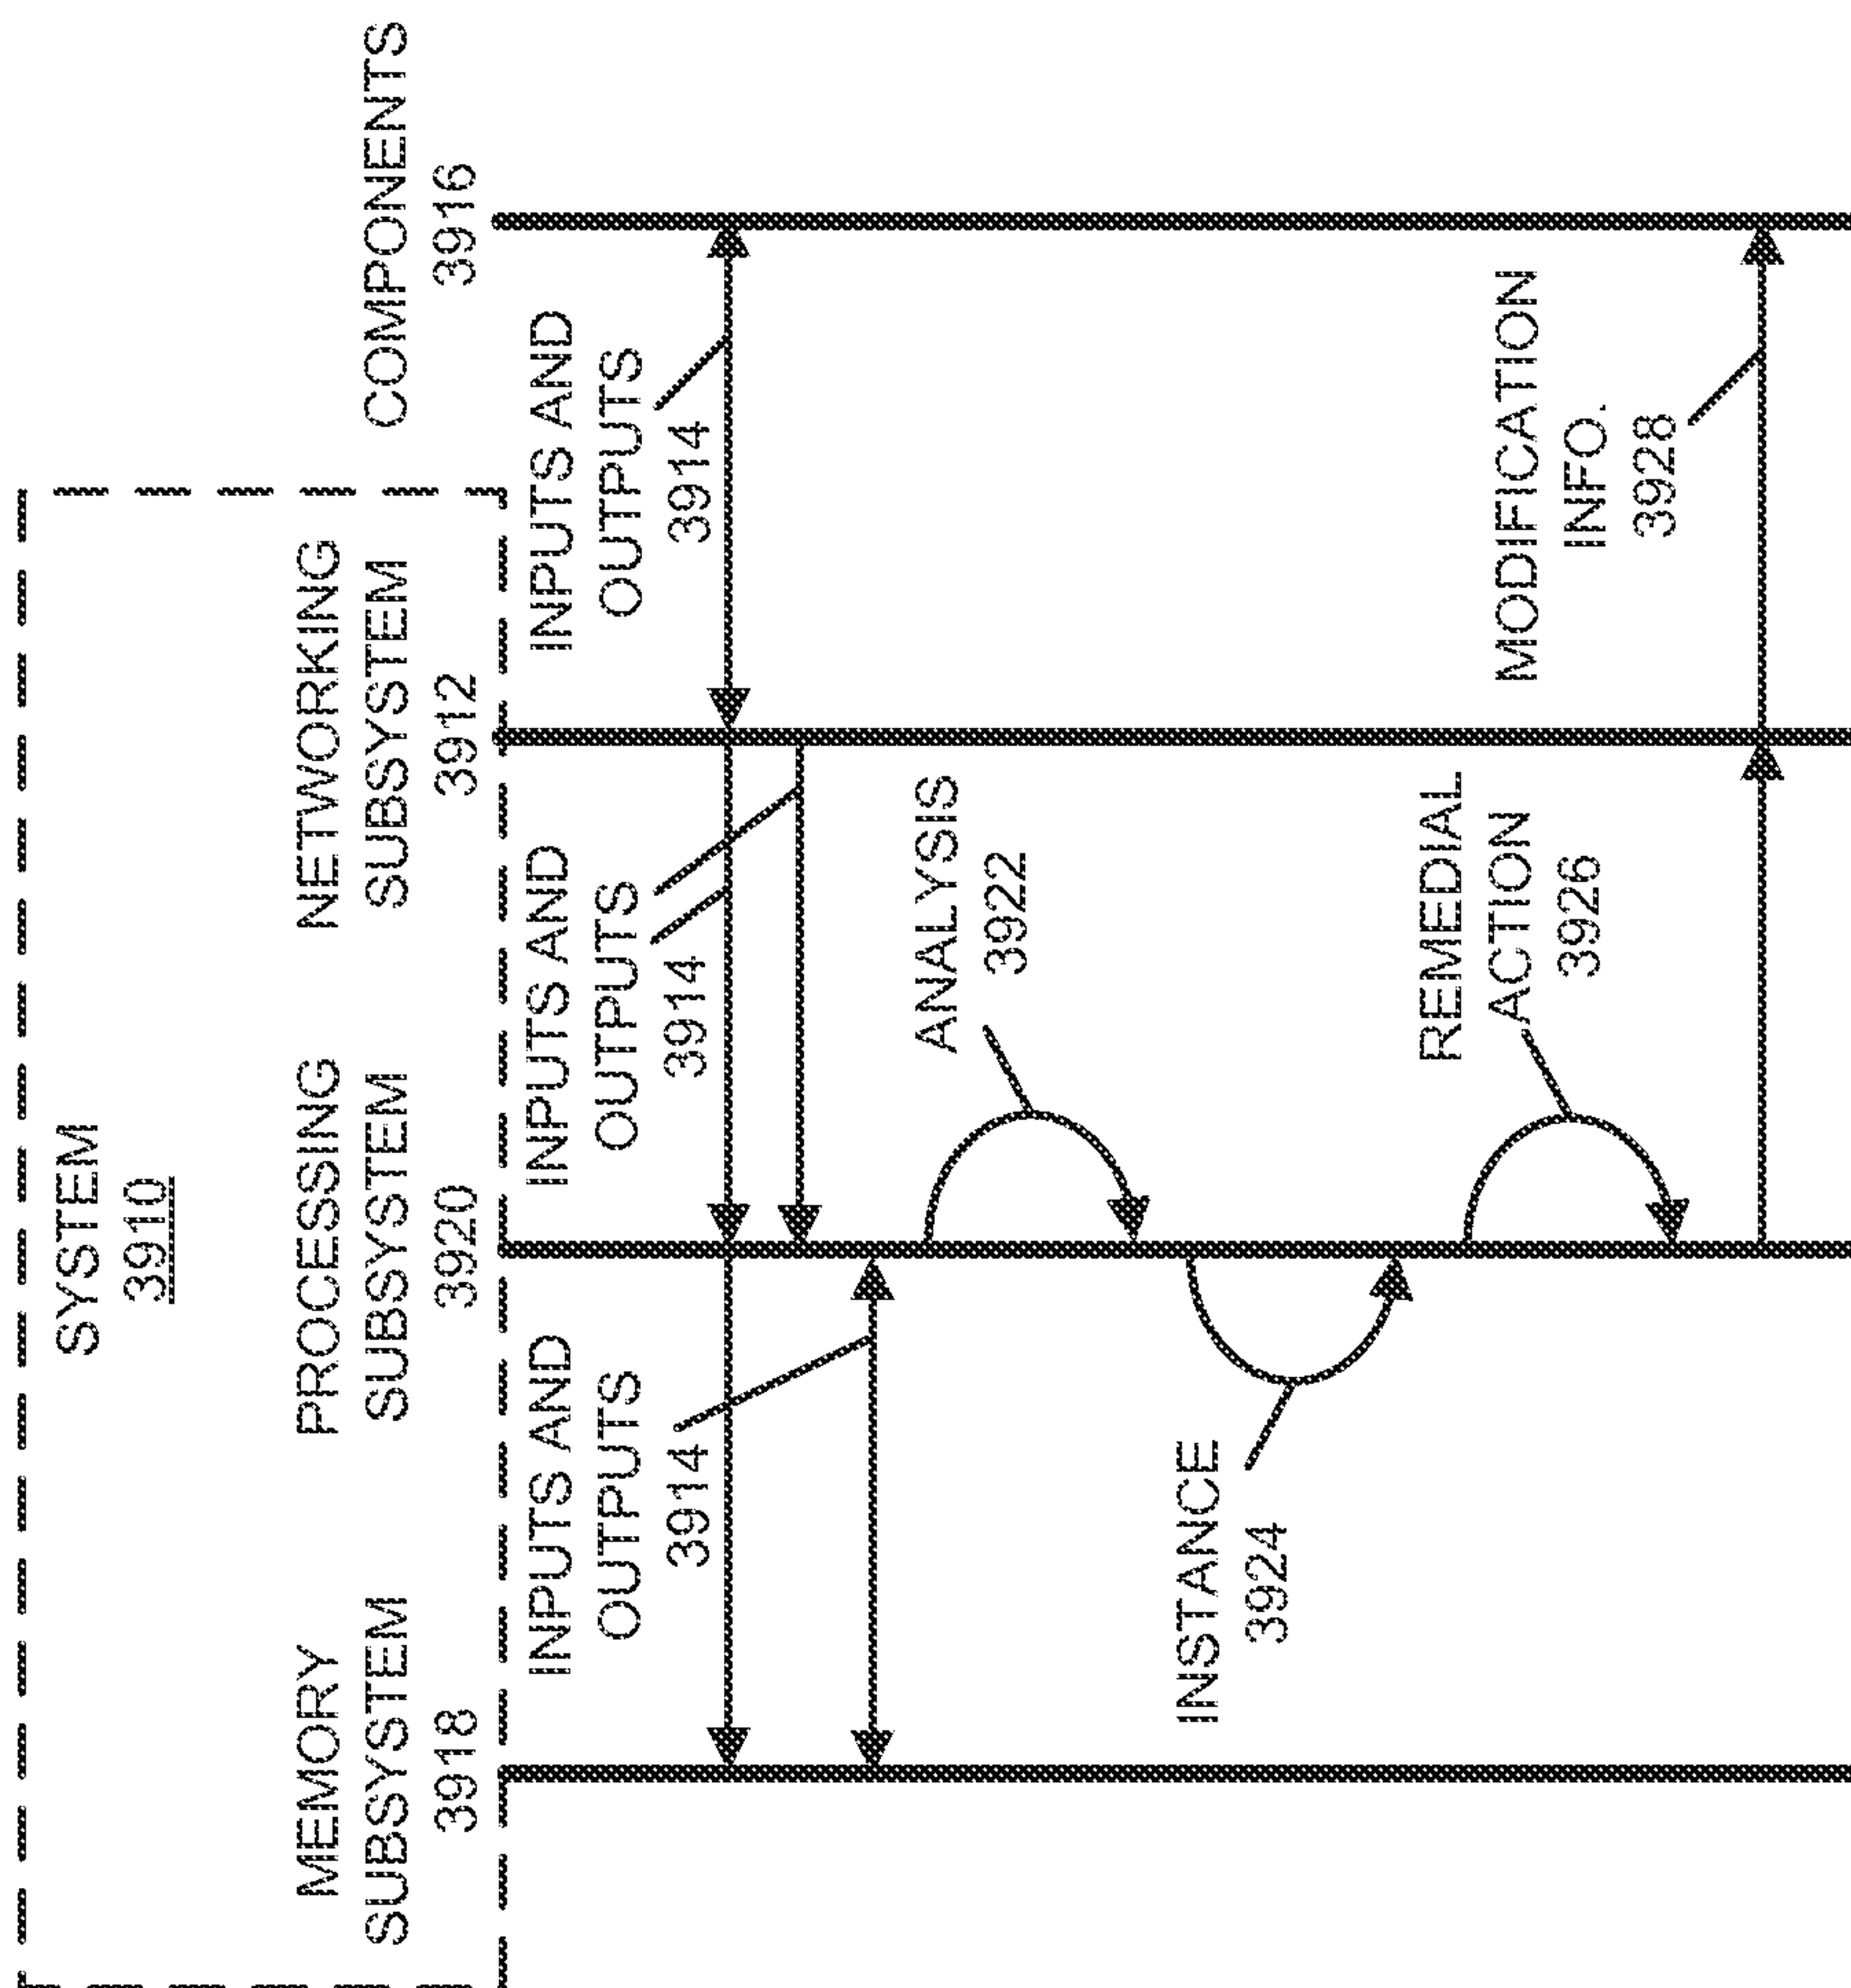 SYSTEM
3910
MEMORY
SUBSYSTEM
3918
PROCESSING
SUBSYSTEM
3920
NETWORKING
SUBSYSTEM
3912
COMPONENTS
3916
INPUTS AND
OUTPUTS
3914
INPUTS AND
OUTPUTS
3914
INPUTS AND
OUTPUTS
3914
ANALYSIS
3922
INSTANCE
3924
REMEDIAL
ACTION
3926
MODIFICATION
INFO.
3928